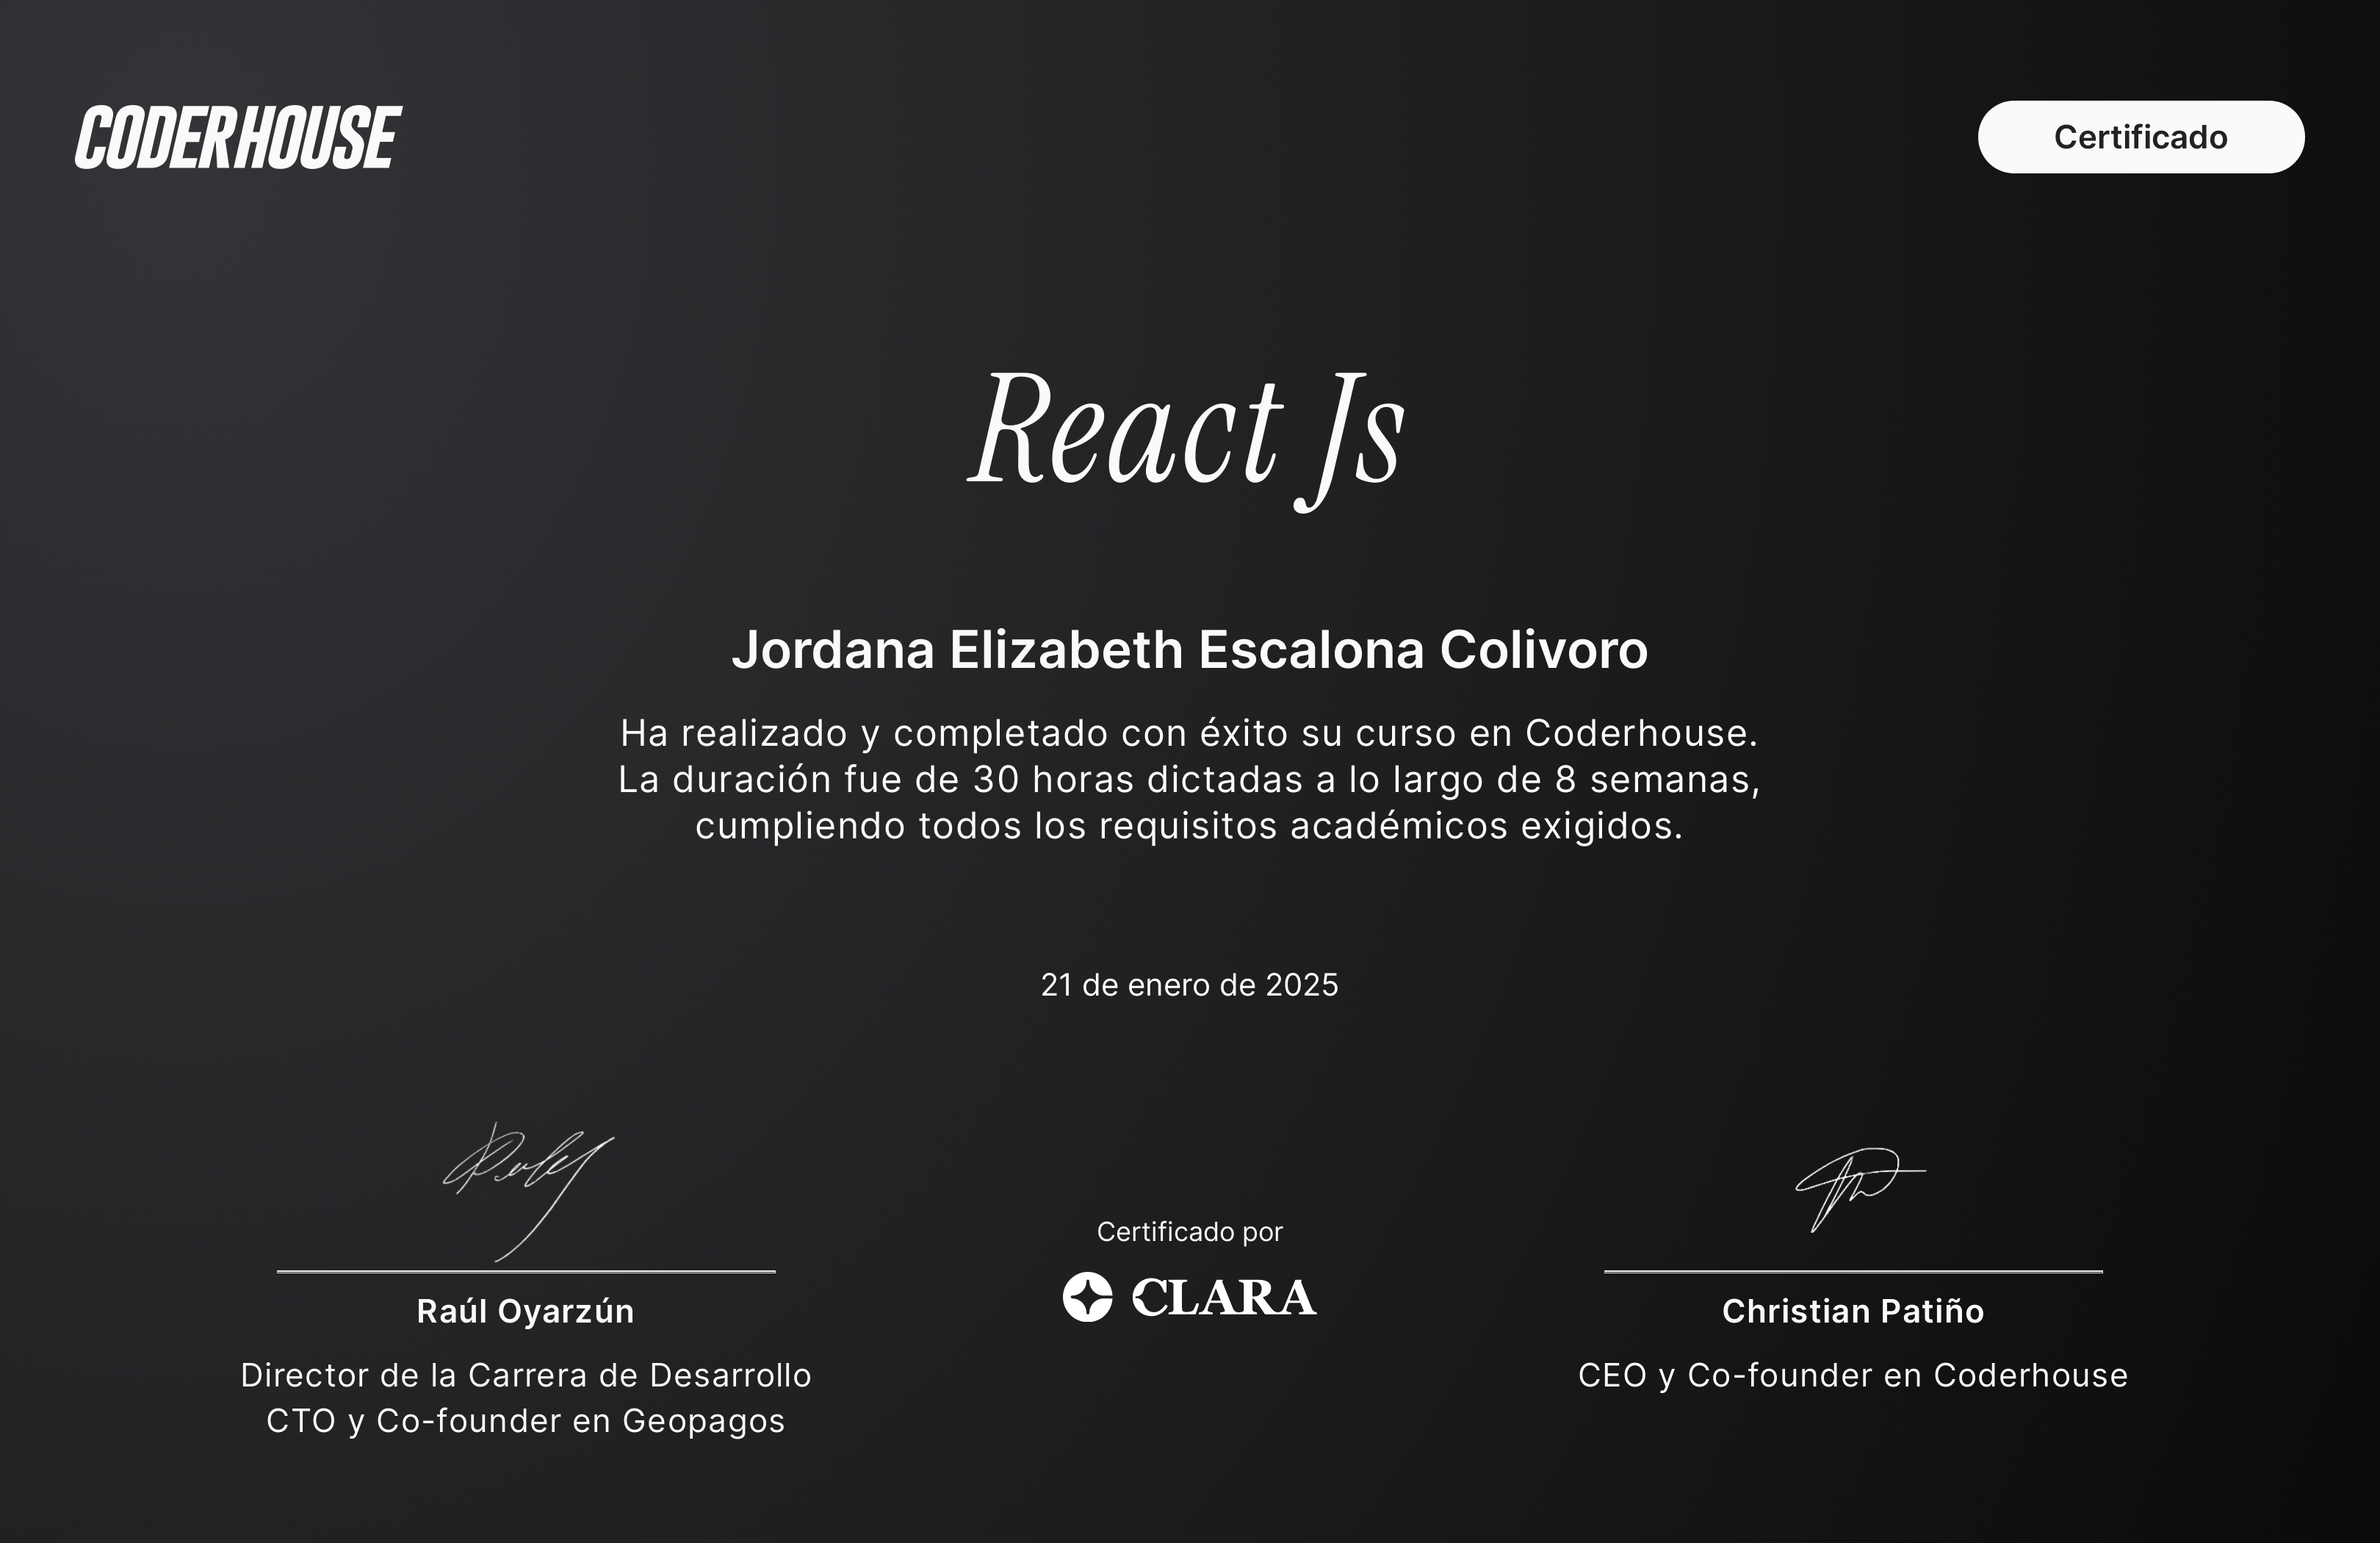 CODERHOUSE
Certificado
React Js
Jordana Elizabeth Escalona Colivoro
Ha realizado y completado con éxito su curso en Coderhouse.
La duración fue de 30 horas dictadas a lo largo de 8 semanas,
cumpliendo todos los requisitos académicos exigidos.
21 de enero de 2025
Raúl Oyarzún
Director de la Carrera de Desarrollo
CTO y Co-founder en Geopagos
Certificado por
CLARA
Christian Patiño
CEO y Co-founder en Coderhouse